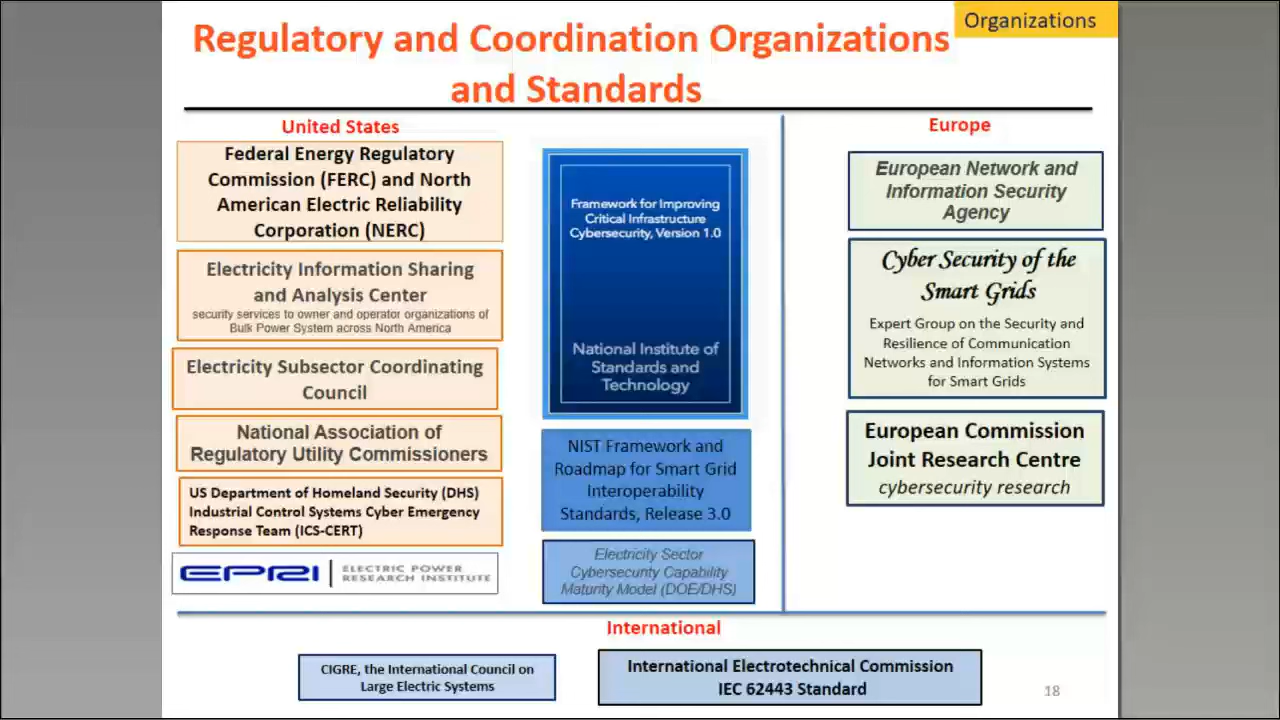 Organizations
Regulatory and Coordination Organizations
and Standards
United States
Federal Energy Regulatory
Commission (FERC) and North
American Electric Reliability
Corporation (NERC)
Electricity Information Sharing
and Analysis Center
security services to owner and operator organizations of
Bulk Power System across North America
Electricity Subsector Coordinating
Council
National Association of
Regulatory Utility Commissioners
US Department of Homeland Security (DHS)
Industrial Control Systems Cyber Emergency
Response Team (ICS-CERT)
EPRI | ELECTRIC POWER
RESEARCH INSTITUTE
Framework for Improving
Critical Infrastructure
Cybersecurity, Version 1.0
National Institute of
Standards and
Technology
NIST Framework and
Roadmap for Smart Grid
Interoperability
Standards, Release 3.0
Electricity Sector
Cybersecurity Capability
Maturity Model (DOE/DHS)
Europe
European Network and
Information Security
Agency
Cyber Security of the
Smart Grids
Expert Group on the Security and
Resilience of Communication
Networks and Information Systems
for Smart Grids
European Commission
Joint Research Centre
cybersecurity research
International
CIGRE, the International Council on
Large Electric Systems
International Electrotechnical Commission
IEC 62443 Standard
18